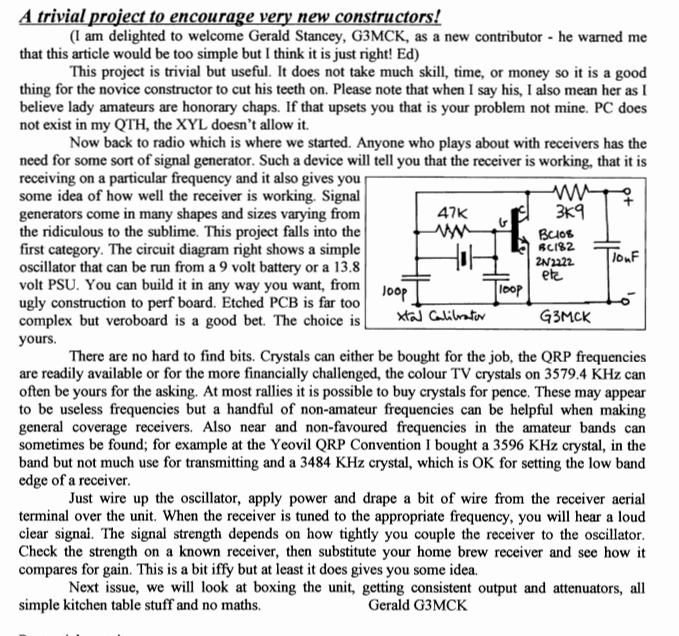 A trivial project to encourage very new constructors!
(I am delighted to welcome Gerald Stancey, G3MCK, as a new contributor - he warned me
that this article would be too simple but I think it is just right! Ed)
This project is trivial but useful. It does not take much skill, time, or money so it is a good
thing for the novice constructor to cut his teeth on. Please note that when I say his, I also mean her as I
believe lady amateurs are honorary chaps. If that upsets you that is your problem not mine. PC does
not exist in my QTH, the XYL doesn't allow it.
Now back to radio which is where we started. Anyone who plays about with receivers has the
need for some sort of signal generator. Such a device will tell you that the receiver is working, that it is
receiving on a particular frequency and it also gives you
some idea of how well the receiver is working. Signal
generators come in many shapes and sizes varying from
the ridiculous to the sublime. This project falls into the
first category. The circuit diagram right shows a simple
oscillator that can be run from a 9 volt battery or a 13.8
volt PSU. You can build it in any way you want, from
ugly construction to perf board. Etched PCB is far too
complex but veroboard is a good bet. The choice is
yours.
47K
3K9
+
BC108
BC182
2N2222
etc
10nF
100p
100p
-
xtal Calibrator
G3MCK
There are no hard to find bits. Crystals can either be bought for the job, the QRP frequencies
are readily available or for the more financially challenged, the colour TV crystals on 3579.4 KHz can
often be yours for the asking. At most rallies it is possible to buy crystals for pence. These may appear
to be useless frequencies but a handful of non-amateur frequencies can be helpful when making
general coverage receivers. Also near and non-favoured frequencies in the amateur bands can
sometimes be found; for example at the Yeovil QRP Convention I bought a 3596 KHz crystal, in the
band but not much use for transmitting and a 3484 KHz crystal, which is OK for setting the low band
edge of a receiver.
Just wire up the oscillator, apply power and drape a bit of wire from the receiver aerial
terminal over the unit. When the receiver is tuned to the appropriate frequency, you will hear a loud
clear signal. The signal strength depends on how tightly you couple the receiver to the oscillator.
Check the strength on a known receiver, then substitute your home brew receiver and see how it
compares for gain. This is a bit iffy but at least it does gives you some idea.
Next issue, we will look at boxing the unit, getting consistent output and attenuators, all
simple kitchen table stuff and no maths. Gerald G3MCK